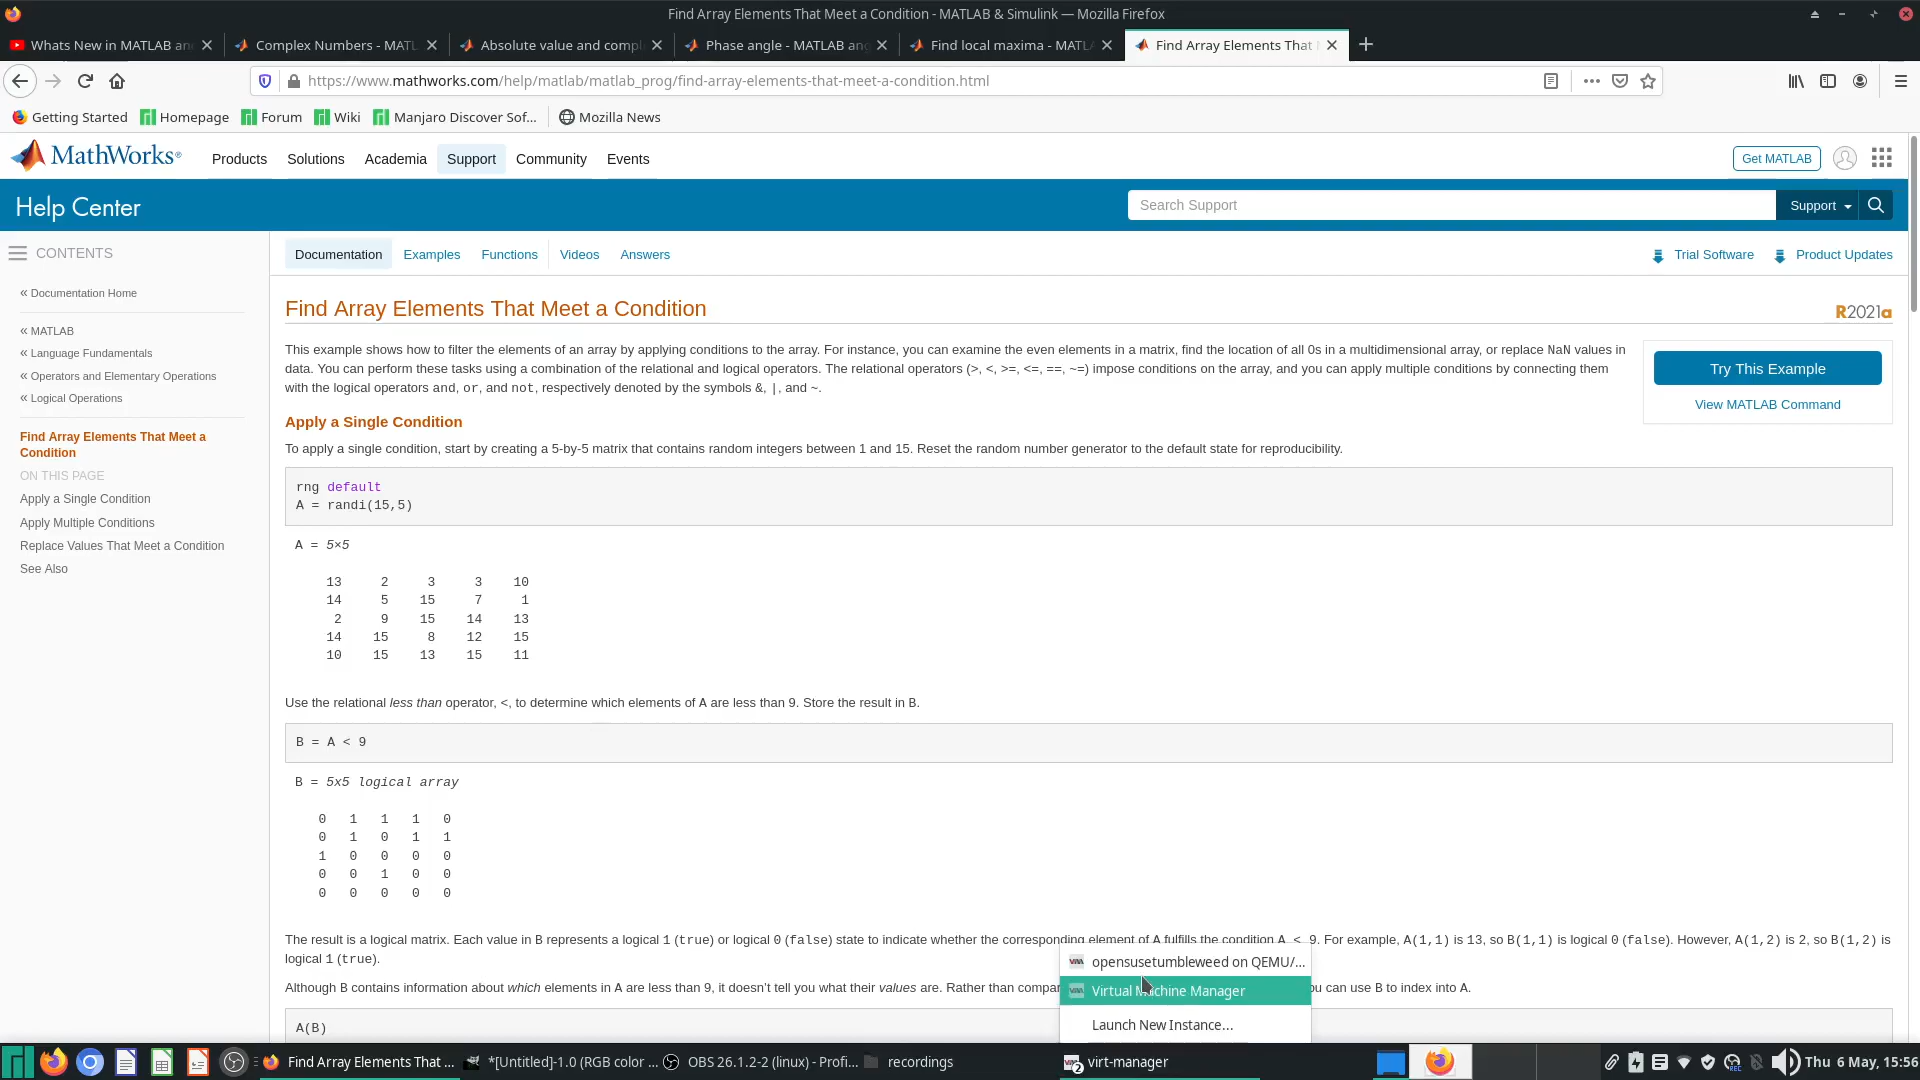 Find Array Elements That Meet a Condition - MATLAB & Simulink — Mozilla Firefox
Whats New in MATLAB an
Complex Numbers - MATL
Absolute value and compl
Phase angle - MATLAB ang
Find local maxima - MATLA
Find Array Elements That M
https://www.mathworks.com/help/matlab/matlab_prog/find-array-elements-that-meet-a-condition.html
Getting Started Homepage Forum Wiki Manjaro Discover Sof... Mozilla News
MathWorks® Products Solutions Academia Support Community Events Get MATLAB
Help Center Search Support Support
CONTENTS
« Documentation Home
« MATLAB
« Language Fundamentals
« Operators and Elementary Operations
« Logical Operations
Find Array Elements That Meet a
Condition
ON THIS PAGE
Apply a Single Condition
Apply Multiple Conditions
Replace Values That Meet a Condition
See Also
Documentation Examples Functions Videos Answers Trial Software Product Updates
Find Array Elements That Meet a Condition
R2021a
This example shows how to filter the elements of an array by applying conditions to the array. For instance, you can examine the even elements in a matrix, find the location of all 0s in a multidimensional array, or replace NaN values in
data. You can perform these tasks using a combination of the relational and logical operators. The relational operators (>, <, >=, <=, ==, ~=) impose conditions on the array, and you can apply multiple conditions by connecting them
with the logical operators and, or, and not, respectively denoted by the symbols &, |, and ~.
Try This Example
View MATLAB Command
Apply a Single Condition
To apply a single condition, start by creating a 5-by-5 matrix that contains random integers between 1 and 15. Reset the random number generator to the default state for reproducibility.
rng default
A = randi(15,5)
A = 5×5
13 2 3 3 10
14 5 15 7 1
2 9 15 14 13
14 15 8 12 15
10 15 13 15 11
Use the relational less than operator, <, to determine which elements of A are less than 9. Store the result in B.
B = A < 9
B = 5x5 logical array
0 1 1 1 0
0 1 0 1 1
1 0 0 0 0
0 0 1 0 0
0 0 0 0 0
The result is a logical matrix. Each value in B represents a logical 1 (true) or logical 0 (false) state to indicate whether the corresponding element of A fulfills the condition A < 9. For example, A(1,1) is 13, so B(1,1) is logical 0 (false). However, A(1,2) is 2, so B(1,2) is
logical 1 (true).
Although B contains information about which elements in A are less than 9, it doesn't tell you what their values are. Rather than compar
u can use B to index into A.
A(B)
opensusetumbleweed on QEMU/...
Virtual Machine Manager
Launch New Instance...
Find Array Elements That ... *[Untitled]-1.0 (RGB color ... OBS 26.1.2-2 (linux) - Profi... recordings 2 virt-manager REC Thu 6 May, 15:56